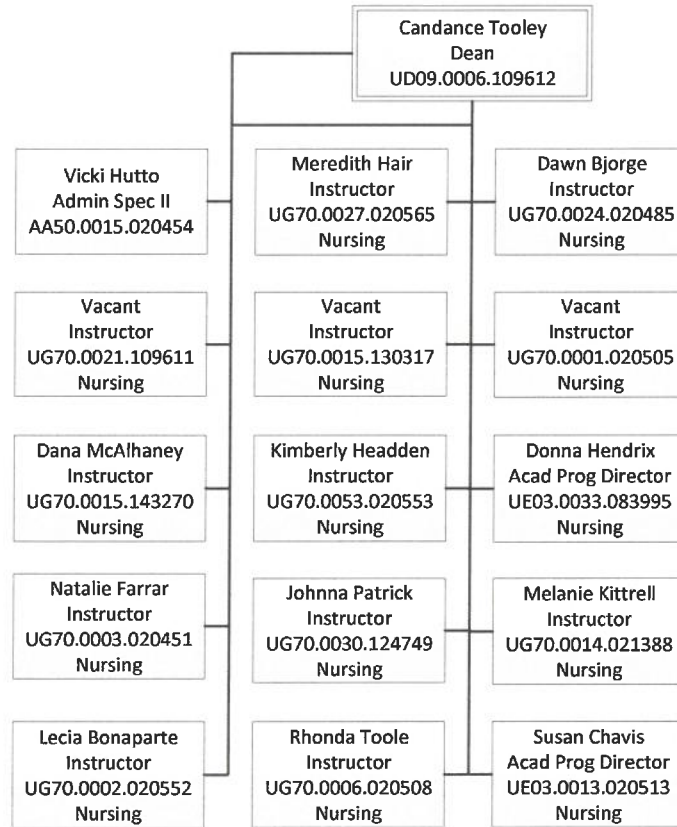 Candance Tooley
Dean
UD09.0006.109612
Vicki Hutto
Admin Spec II
AA50.0015.020454
Meredith Hair
Instructor
UG70.0027.020565
Nursing
Dawn Bjorge
Instructor
UG70.0024.020485
Nursing
Vacant
Instructor
UG70.0021.109611
Nursing
Vacant
Instructor
UG70.0015.130317
Nursing
Vacant
Instructor
UG70.0001.020505
Nursing
Dana McAlhaney
Instructor
UG70.0015.143270
Nursing
Kimberly Headden
Instructor
UG70.0053.020553
Nursing
Donna Hendrix
Acad Prog Director
UE03.0033.083995
Nursing
Natalie Farrar
Instructor
UG70.0003.020451
Nursing
Johnna Patrick
Instructor
UG70.0030.124749
Nursing
Melanie Kittrell
Instructor
UG70.0014.021388
Nursing
Lecia Bonaparte
Instructor
UG70.0002.020552
Nursing
Rhonda Toole
Instructor
UG70.0006.020508
Nursing
Susan Chavis
Acad Prog Director
UE03.0013.020513
Nursing